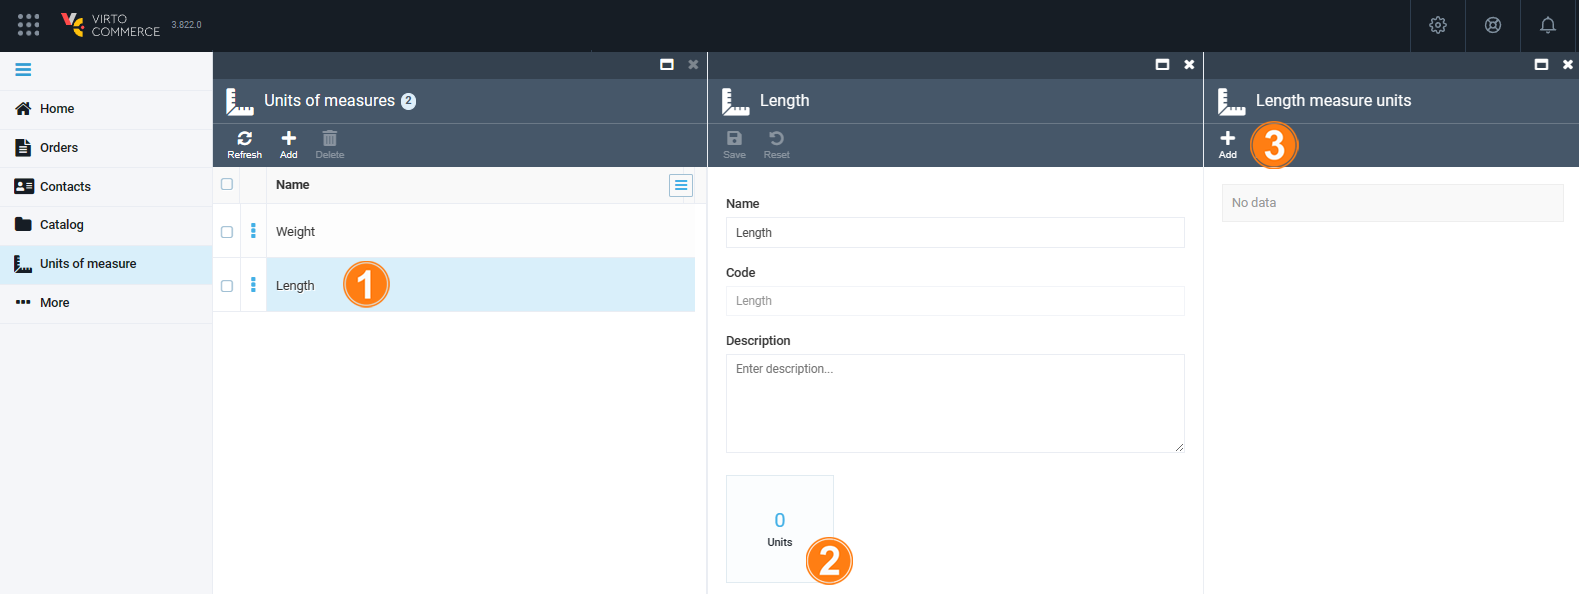 VIRTO
COMMERCE
3.822.0
Home
Orders
Contacts
Catalog
Units of measure
More
Units of measures 2
Refresh
Add
Delete
Name
Weight
Length
1
Length
Save
Reset
Name
Length
Code
Length
Description
Enter description...
0
Units
2
Length measure units
Add
3
No data